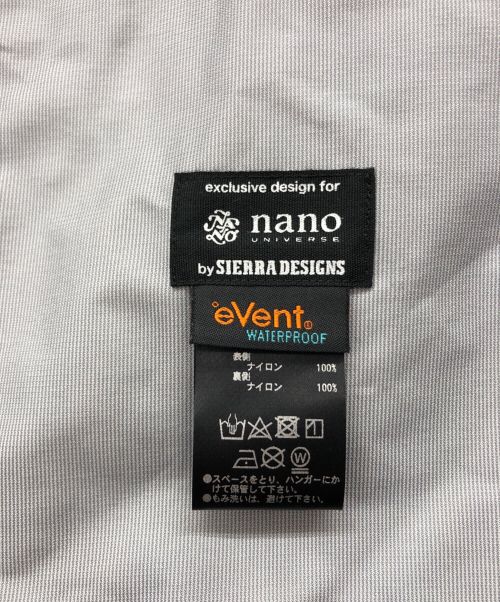 exclusive design for
nano
UNIVERSE
by SIERRA DESIGNS
eVent®
WATERPROOF
表側
ナイロン 100%
裏側
ナイロン 100%
W
●スペースをとり、ハンガーにか
けて保管して下さい。
●もみ洗いは、避けて下さい。